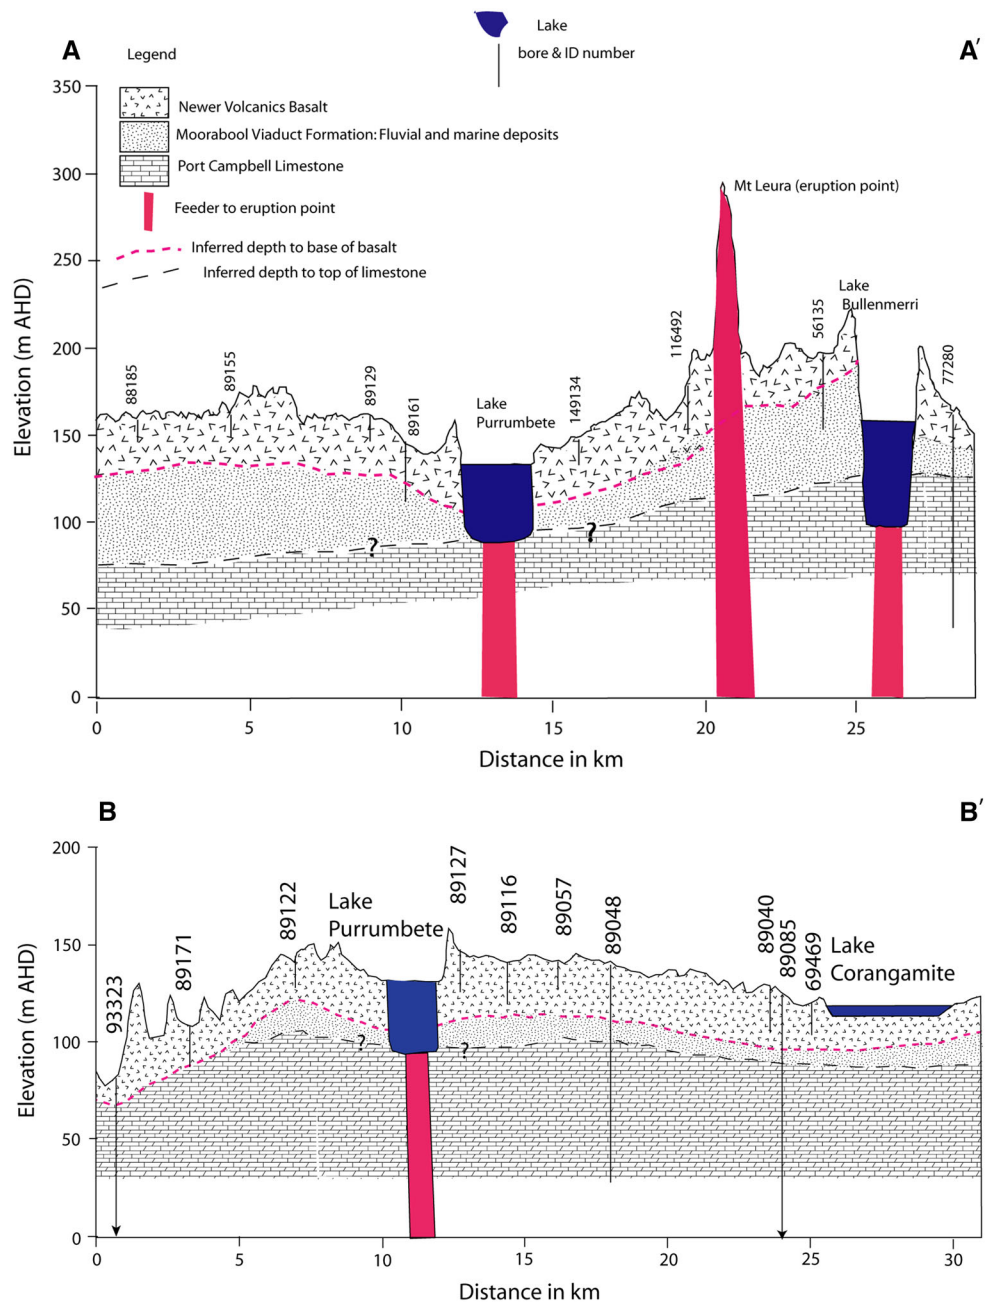 Lake
bore & ID number
A
A′
Legend
Newer Volcanics Basalt
Moorabool Viaduct Formation: Fluvial and marine deposits
Port Campbell Limestone
Feeder to eruption point
Inferred depth to base of basalt
Inferred depth to top of limestone
Elevation (m AHD)
350
300
250
200
150
100
50
0
Mt Leura (eruption point)
Lake
Bullenmerri
Lake
Purrumbete
88185
89155
89129
89161
149134
116492
56135
77280
?
?
0
5
10
15
20
25
Distance in km
B
B′
Elevation (m AHD)
200
150
100
50
0
93323
89171
89122
Lake
Purrumbete
89127
89116
89057
89048
89040
89085
69469
Lake
Corangamite
?
?
0
5
10
15
20
25
30
Distance in km